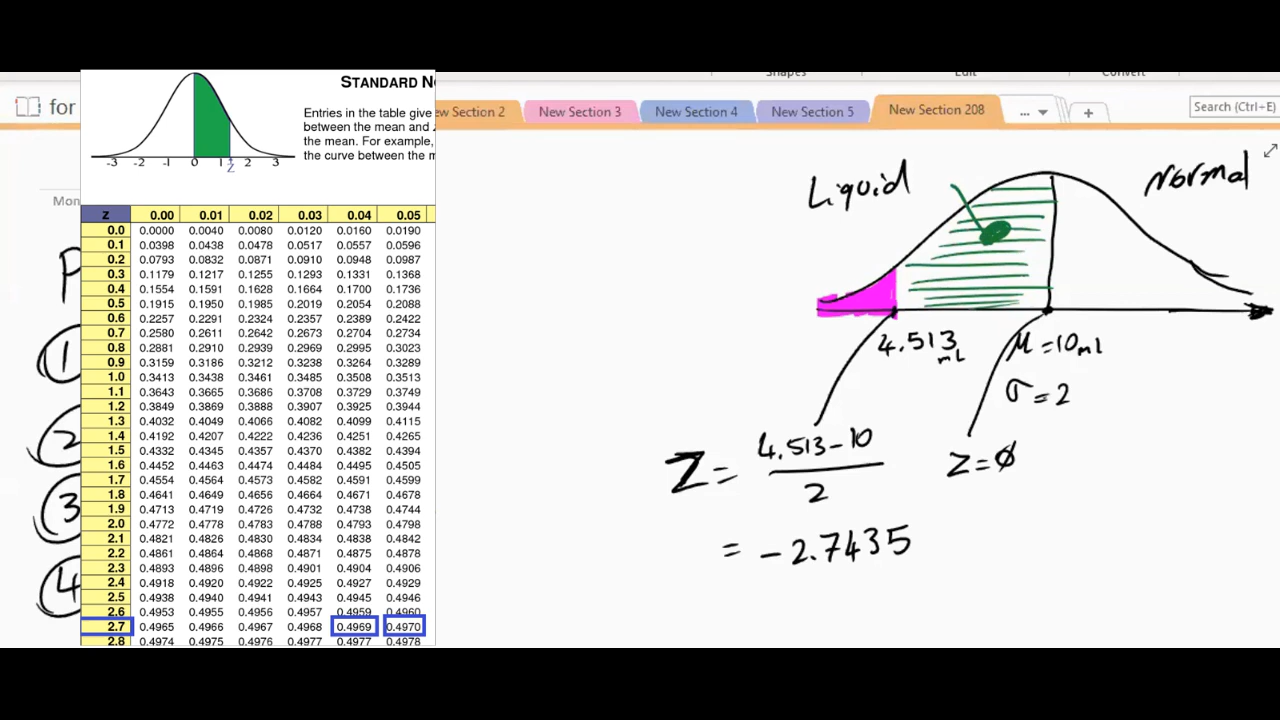 Shapes Edit Convert
for
New Section 2 New Section 3 New Section 4 New Section 5 New Section 208 ... Search (Ctrl+E)
STANDARD N
Entries in the table give
between the mean and
the mean. For example,
the curve between the m
-3 -2 -1 0 1 2 3
Z
Mon
P
1
2
3
4
z 0.00 0.01 0.02 0.03 0.04 0.05
0.0 0.0000 0.0040 0.0080 0.0120 0.0160 0.0190
0.1 0.0398 0.0438 0.0478 0.0517 0.0557 0.0596
0.2 0.0793 0.0832 0.0871 0.0910 0.0948 0.0987
0.3 0.1179 0.1217 0.1255 0.1293 0.1331 0.1368
0.4 0.1554 0.1591 0.1628 0.1664 0.1700 0.1736
0.5 0.1915 0.1950 0.1985 0.2019 0.2054 0.2088
0.6 0.2257 0.2291 0.2324 0.2357 0.2389 0.2422
0.7 0.2580 0.2611 0.2642 0.2673 0.2704 0.2734
0.8 0.2881 0.2910 0.2939 0.2969 0.2995 0.3023
0.9 0.3159 0.3186 0.3212 0.3238 0.3264 0.3289
1.0 0.3413 0.3438 0.3461 0.3485 0.3508 0.3513
1.1 0.3643 0.3665 0.3686 0.3708 0.3729 0.3749
1.2 0.3849 0.3869 0.3888 0.3907 0.3925 0.3944
1.3 0.4032 0.4049 0.4066 0.4082 0.4099 0.4115
1.4 0.4192 0.4207 0.4222 0.4236 0.4251 0.4265
1.5 0.4332 0.4345 0.4357 0.4370 0.4382 0.4394
1.6 0.4452 0.4463 0.4474 0.4484 0.4495 0.4505
1.7 0.4554 0.4564 0.4573 0.4582 0.4591 0.4599
1.8 0.4641 0.4649 0.4656 0.4664 0.4671 0.4678
1.9 0.4713 0.4719 0.4726 0.4732 0.4738 0.4744
2.0 0.4772 0.4778 0.4783 0.4788 0.4793 0.4798
2.1 0.4821 0.4826 0.4830 0.4834 0.4838 0.4842
2.2 0.4861 0.4864 0.4868 0.4871 0.4875 0.4878
2.3 0.4893 0.4896 0.4898 0.4901 0.4904 0.4906
2.4 0.4918 0.4920 0.4922 0.4925 0.4927 0.4929
2.5 0.4938 0.4940 0.4941 0.4943 0.4945 0.4946
2.6 0.4953 0.4955 0.4956 0.4957 0.4959 0.4960
2.7 0.4965 0.4966 0.4967 0.4968 0.4969 0.4970
2.8 0.4974 0.4975 0.4976 0.4977 0.4977 0.4978
Liquid Normal
4.513 ml μ = 10 ml
σ = 2
Z = 4.513 - 10 / 2 Z = 0
= -2.7435